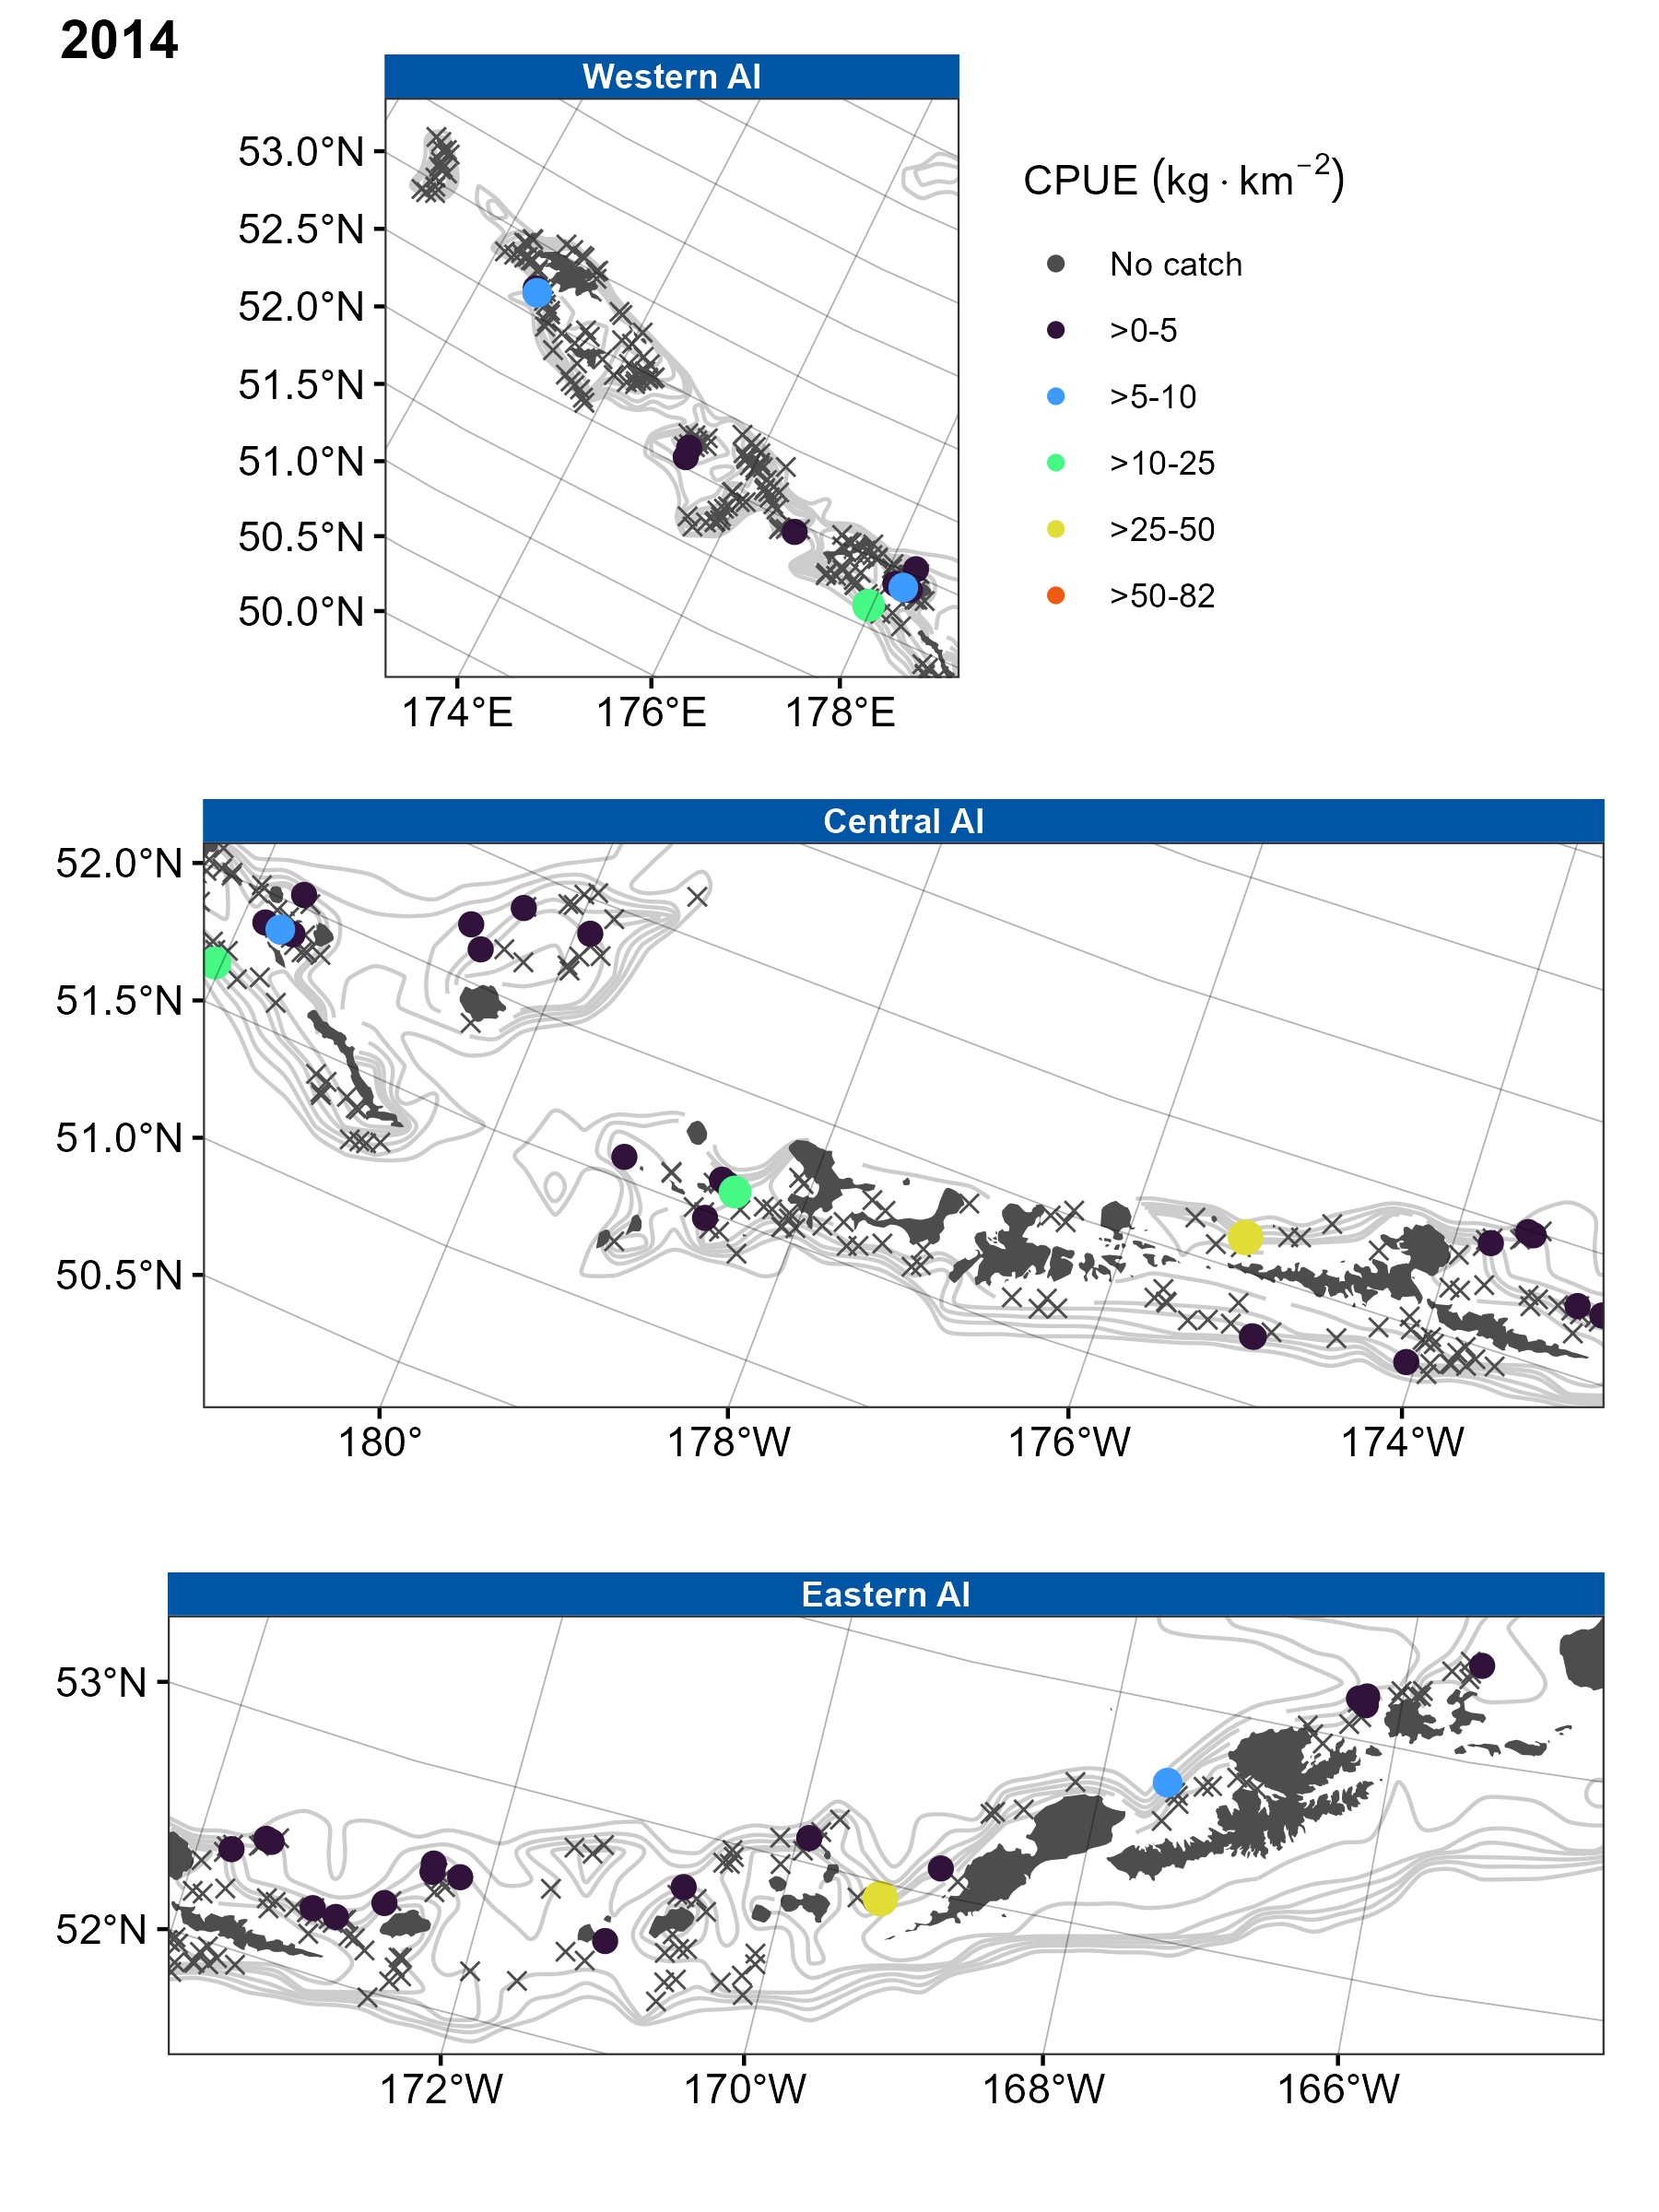 2014
Western AI
53.0°N
52.5°N
52.0°N
51.5°N
51.0°N
50.5°N
50.0°N
174°E 176°E 178°E
CPUE (kg · km⁻²)
No catch
>0-5
>5-10
>10-25
>25-50
>50-82
Central AI
52.0°N
51.5°N
51.0°N
50.5°N
180° 178°W 176°W 174°W
Eastern AI
53°N
52°N
172°W 170°W 168°W 166°W